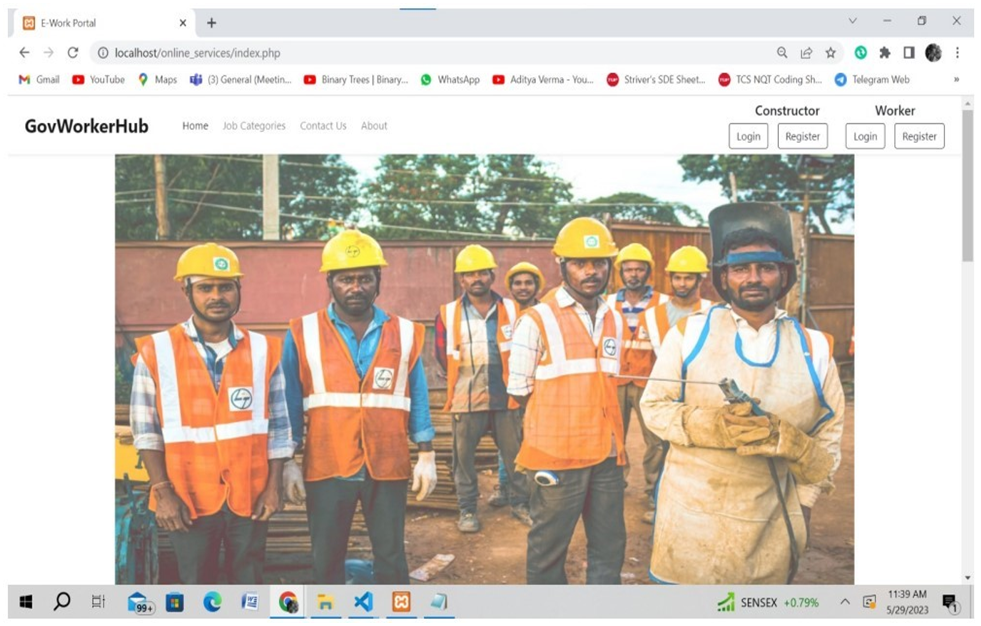 E-Work Portal
localhost/online_services/index.php
Gmail YouTube Maps (3) General (Meetin... Binary Trees | Binary... WhatsApp Aditya Verma - You... Striver's SDE Sheet... TCS NQT Coding Sh... Telegram Web »
Constructor Worker
GovWorkerHub Home Job Categories Contact Us About
Login Register Login Register
99+ SENSEX +0.79% 11:39 AM
5/29/2023 1